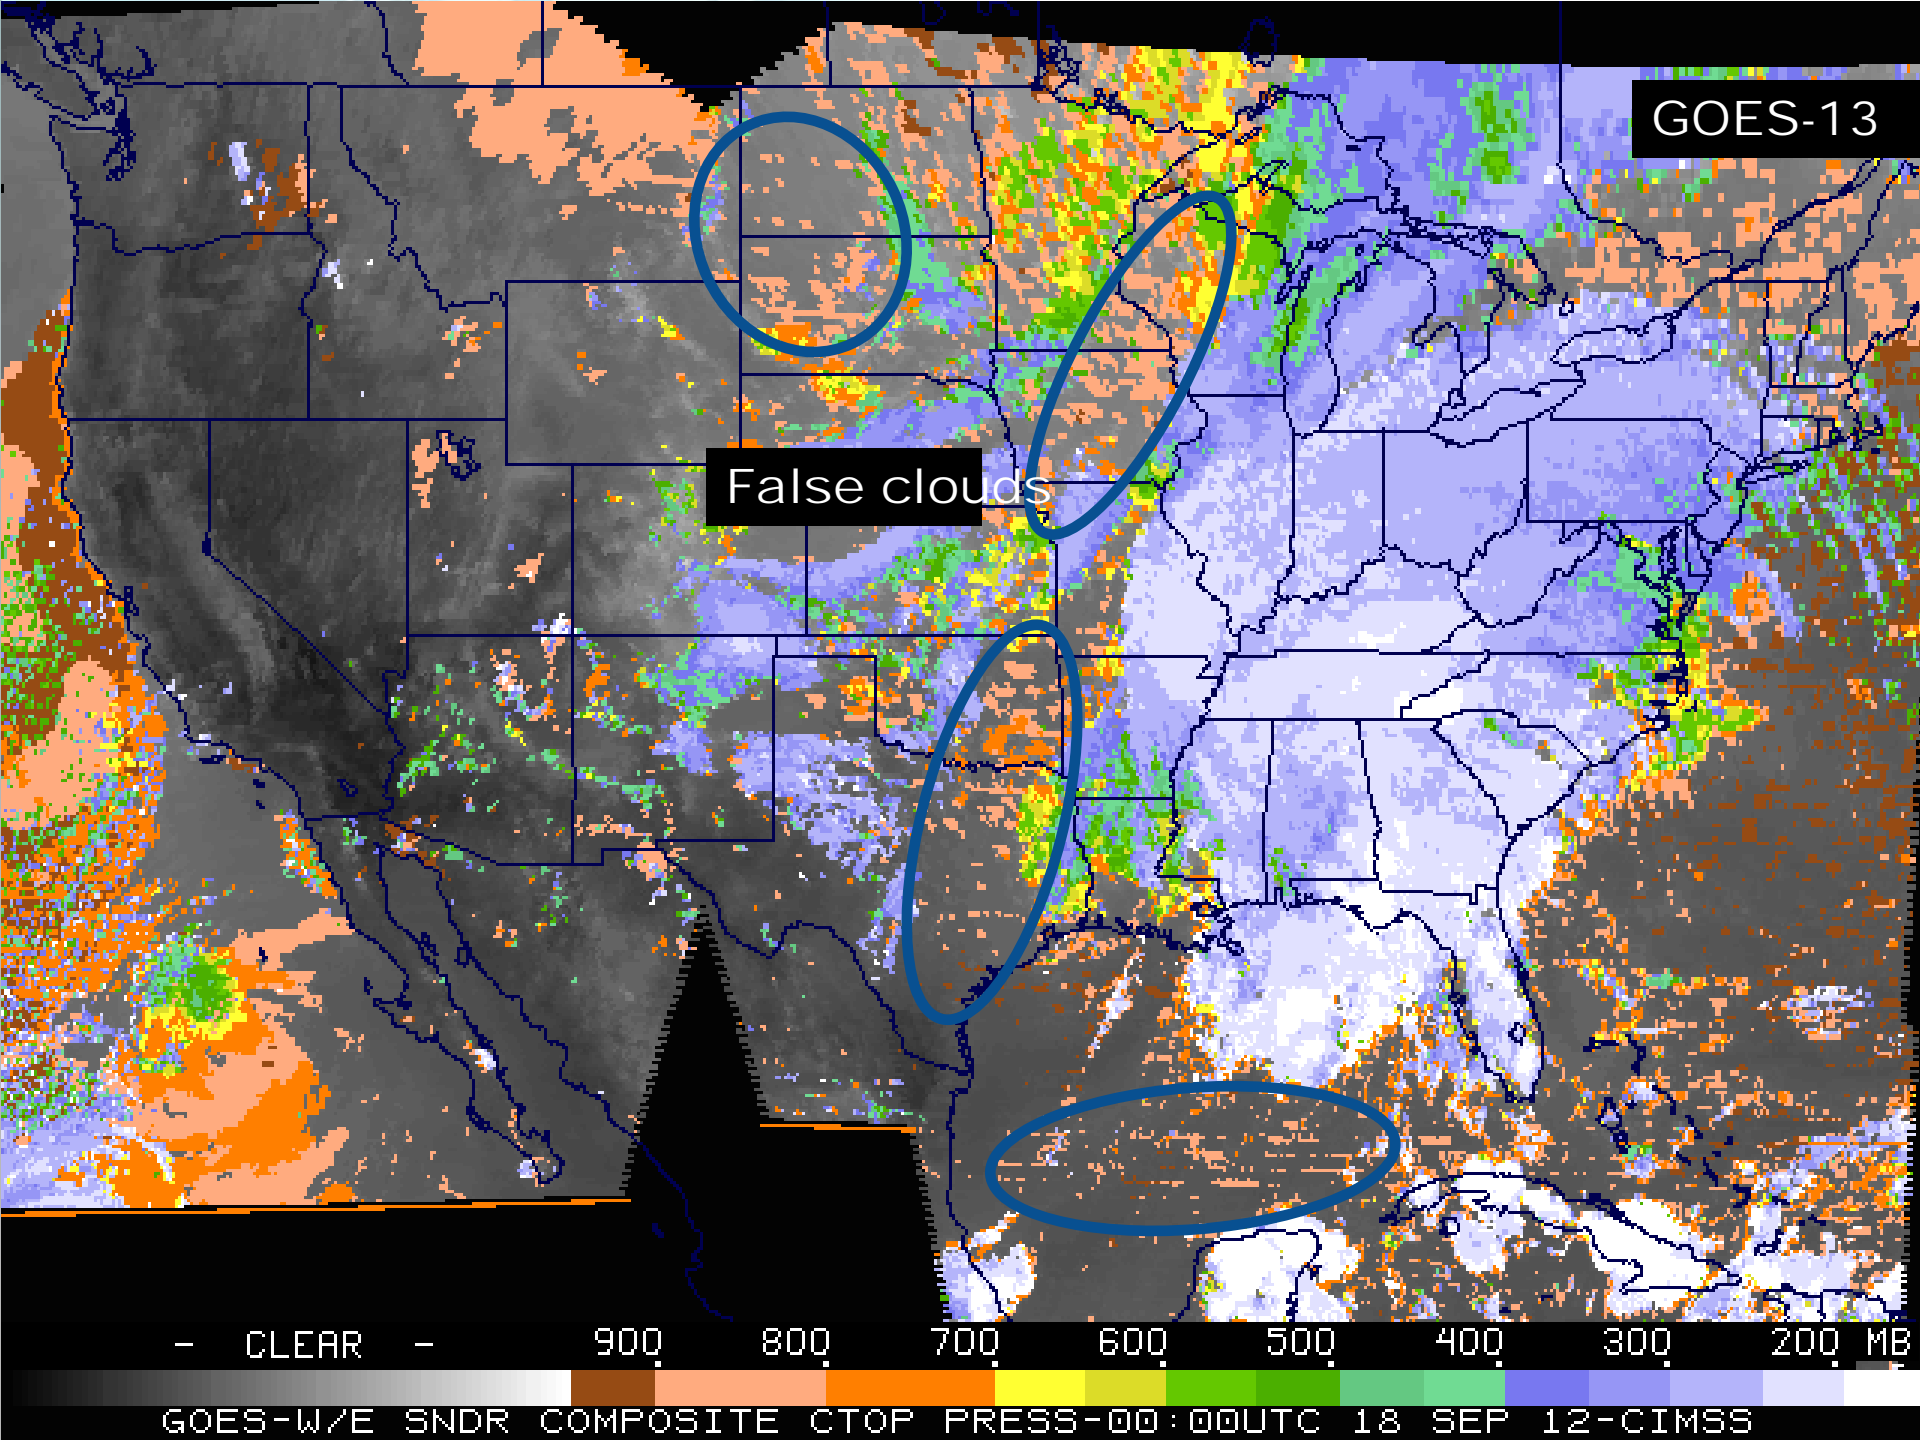 GOES-13
False clouds
- CLEAR - 900 800 700 600 500 400 300 200 MB
GOES-W/E SNDR COMPOSITE CTOP PRESS-00:00UTC 18 SEP 12-CIMSS